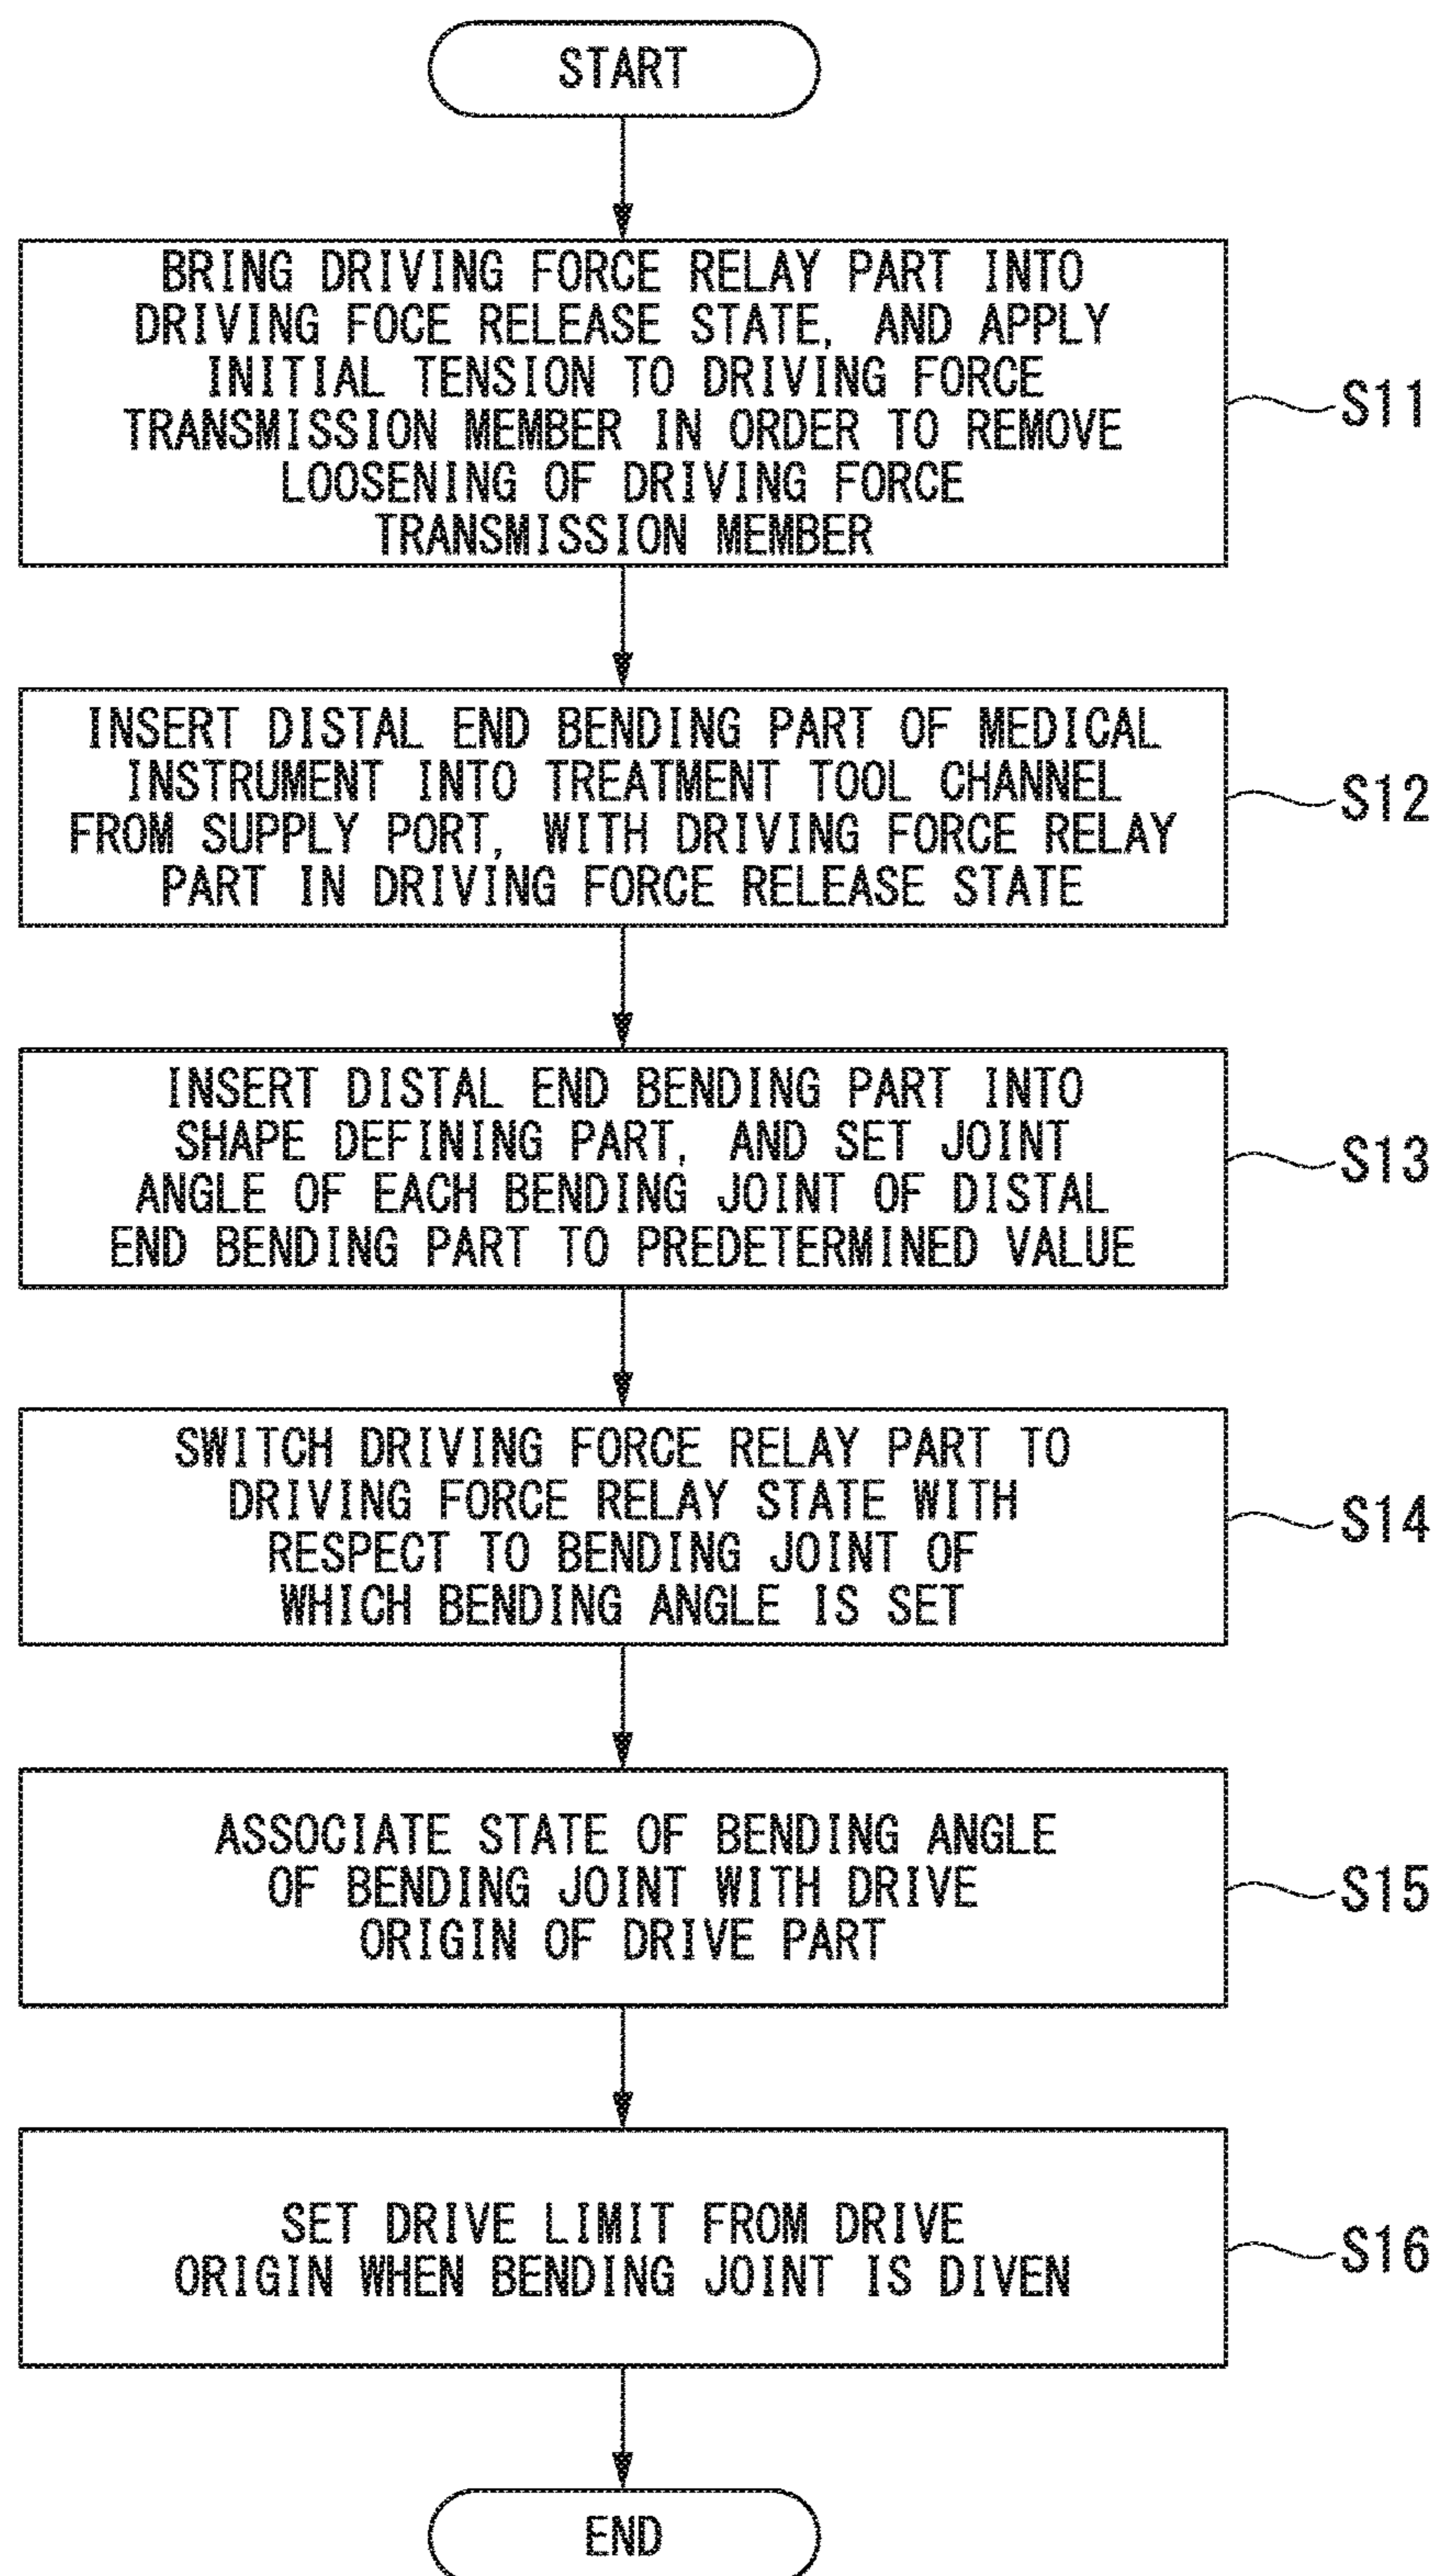 START
BRING DRIVING FORCE RELAY PART INTO
DRIVING FOCE RELEASE STATE, AND APPLY
INITIAL TENSION TO DRIVING FORCE
TRANSMISSION MEMBER IN ORDER TO REMOVE
LOOSENING OF DRIVING FORCE
TRANSMISSION MEMBER
S11
INSERT DISTAL END BENDING PART OF MEDICAL
INSTRUMENT INTO TREATMENT TOOL CHANNEL
FROM SUPPLY PORT, WITH DRIVING FORCE RELAY
PART IN DRIVING FORCE RELEASE STATE
S12
INSERT DISTAL END BENDING PART INTO
SHAPE DEFINING PART, AND SET JOINT
ANGLE OF EACH BENDING JOINT OF DISTAL
END BENDING PART TO PREDETERMINED VALUE
S13
SWITCH DRIVING FORCE RELAY PART TO
DRIVING FORCE RELAY STATE WITH
RESPECT TO BENDING JOINT OF
WHICH BENDING ANGLE IS SET
S14
ASSOCIATE STATE OF BENDING ANGLE
OF BENDING JOINT WITH DRIVE
ORIGIN OF DRIVE PART
S15
SET DRIVE LIMIT FROM DRIVE
ORIGIN WHEN BENDING JOINT IS DIVEN
S16
END